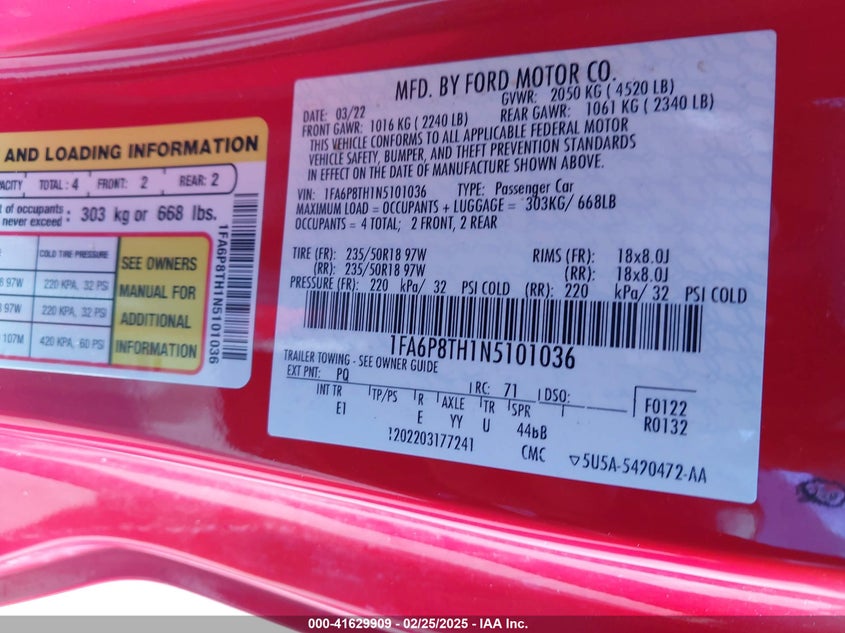 AND LOADING INFORMATION
TOTAL : 4 FRONT: 2 REAR: 2
of occupants
never exceed : 303 kg or 668 lbs.
COLD TIRE PRESSURE
97W 220 KPA, 32 PSI
97W 220 KPA, 32 PSI
107M 420 KPA, 60 PSI
SEE OWNERS
MANUAL FOR
ADDITIONAL
INFORMATION
1FA6P8TH1N5101036
MFD. BY FORD MOTOR CO.
DATE: 03/22 GVWR: 2050 KG ( 4520 LB)
FRONT GAWR: 1016 KG ( 2240 LB) REAR GAWR: 1061 KG ( 2340 LB)
THIS VEHICLE CONFORMS TO ALL APPLICABLE FEDERAL MOTOR
VEHICLE SAFETY, BUMPER, AND THEFT PREVENTION STANDARDS
IN EFFECT ON THE DATE OF MANUFACTURE SHOWN ABOVE.
VIN: 1FA6P8TH1N5101036 TYPE: Passenger Car
MAXIMUM LOAD = OCCUPANTS + LUGGAGE = 303KG/ 668LB
OCCUPANTS = 4 TOTAL; 2 FRONT, 2 REAR
TIRE (FR): 235/50R18 97W RIMS (FR): 18x8.0J
(RR): 235/50R18 97W (RR): 18x8.0J
PRESSURE (FR): 220 kPa/ 32 PSI COLD (RR): 220 kPa/ 32 PSI COLD
1FA6P8TH1N5101036
TRAILER TOWING - SEE OWNER GUIDE
EXT PNT: PQ RC: 71 DSO: F0122
INT TR TP/PS R AXLE TR SPR R0132
E1 E YY U 44BB
1202203177241 CMC 5U5A-5420472-AA
000-41629909 - 02/25/2025 - IAA Inc.